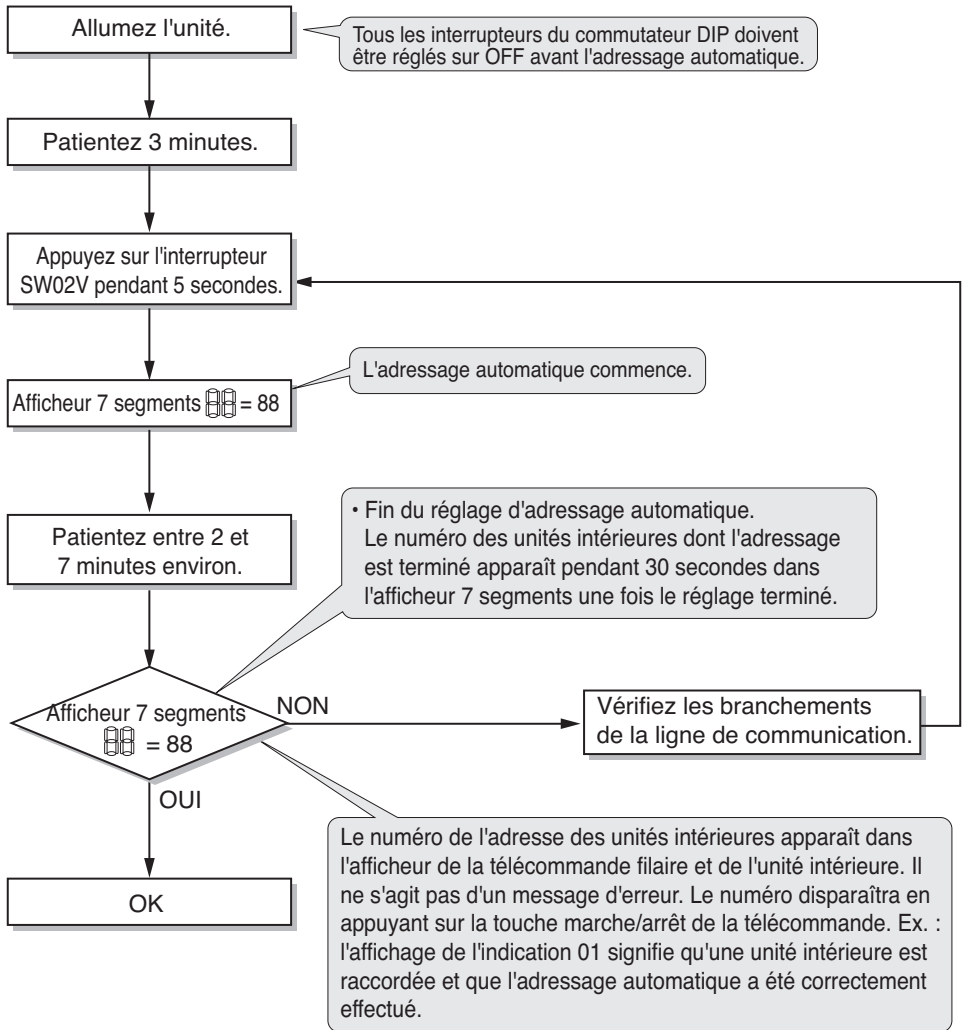 Allumez l'unité.
Tous les interrupteurs du commutateur DIP doivent
être réglés sur OFF avant l'adressage automatique.
Patientez 3 minutes.
Appuyez sur l'interrupteur
SW02V pendant 5 secondes.
L'adressage automatique commence.
Afficheur 7 segments 88 = 88
Patientez entre 2 et
7 minutes environ.
• Fin du réglage d'adressage automatique.
Le numéro des unités intérieures dont l'adressage
est terminé apparaît pendant 30 secondes dans
l'afficheur 7 segments une fois le réglage terminé.
Afficheur 7 segments
88 = 88
NON
Vérifiez les branchements
de la ligne de communication.
OUI
OK
Le numéro de l'adresse des unités intérieures apparaît dans
l'afficheur de la télécommande filaire et de l'unité intérieure. Il
ne s'agit pas d'un message d'erreur. Le numéro disparaîtra en
appuyant sur la touche marche/arrêt de la télécommande. Ex. :
l'affichage de l'indication 01 signifie qu'une unité intérieure est
raccordée et que l'adressage automatique a été correctement
effectué.